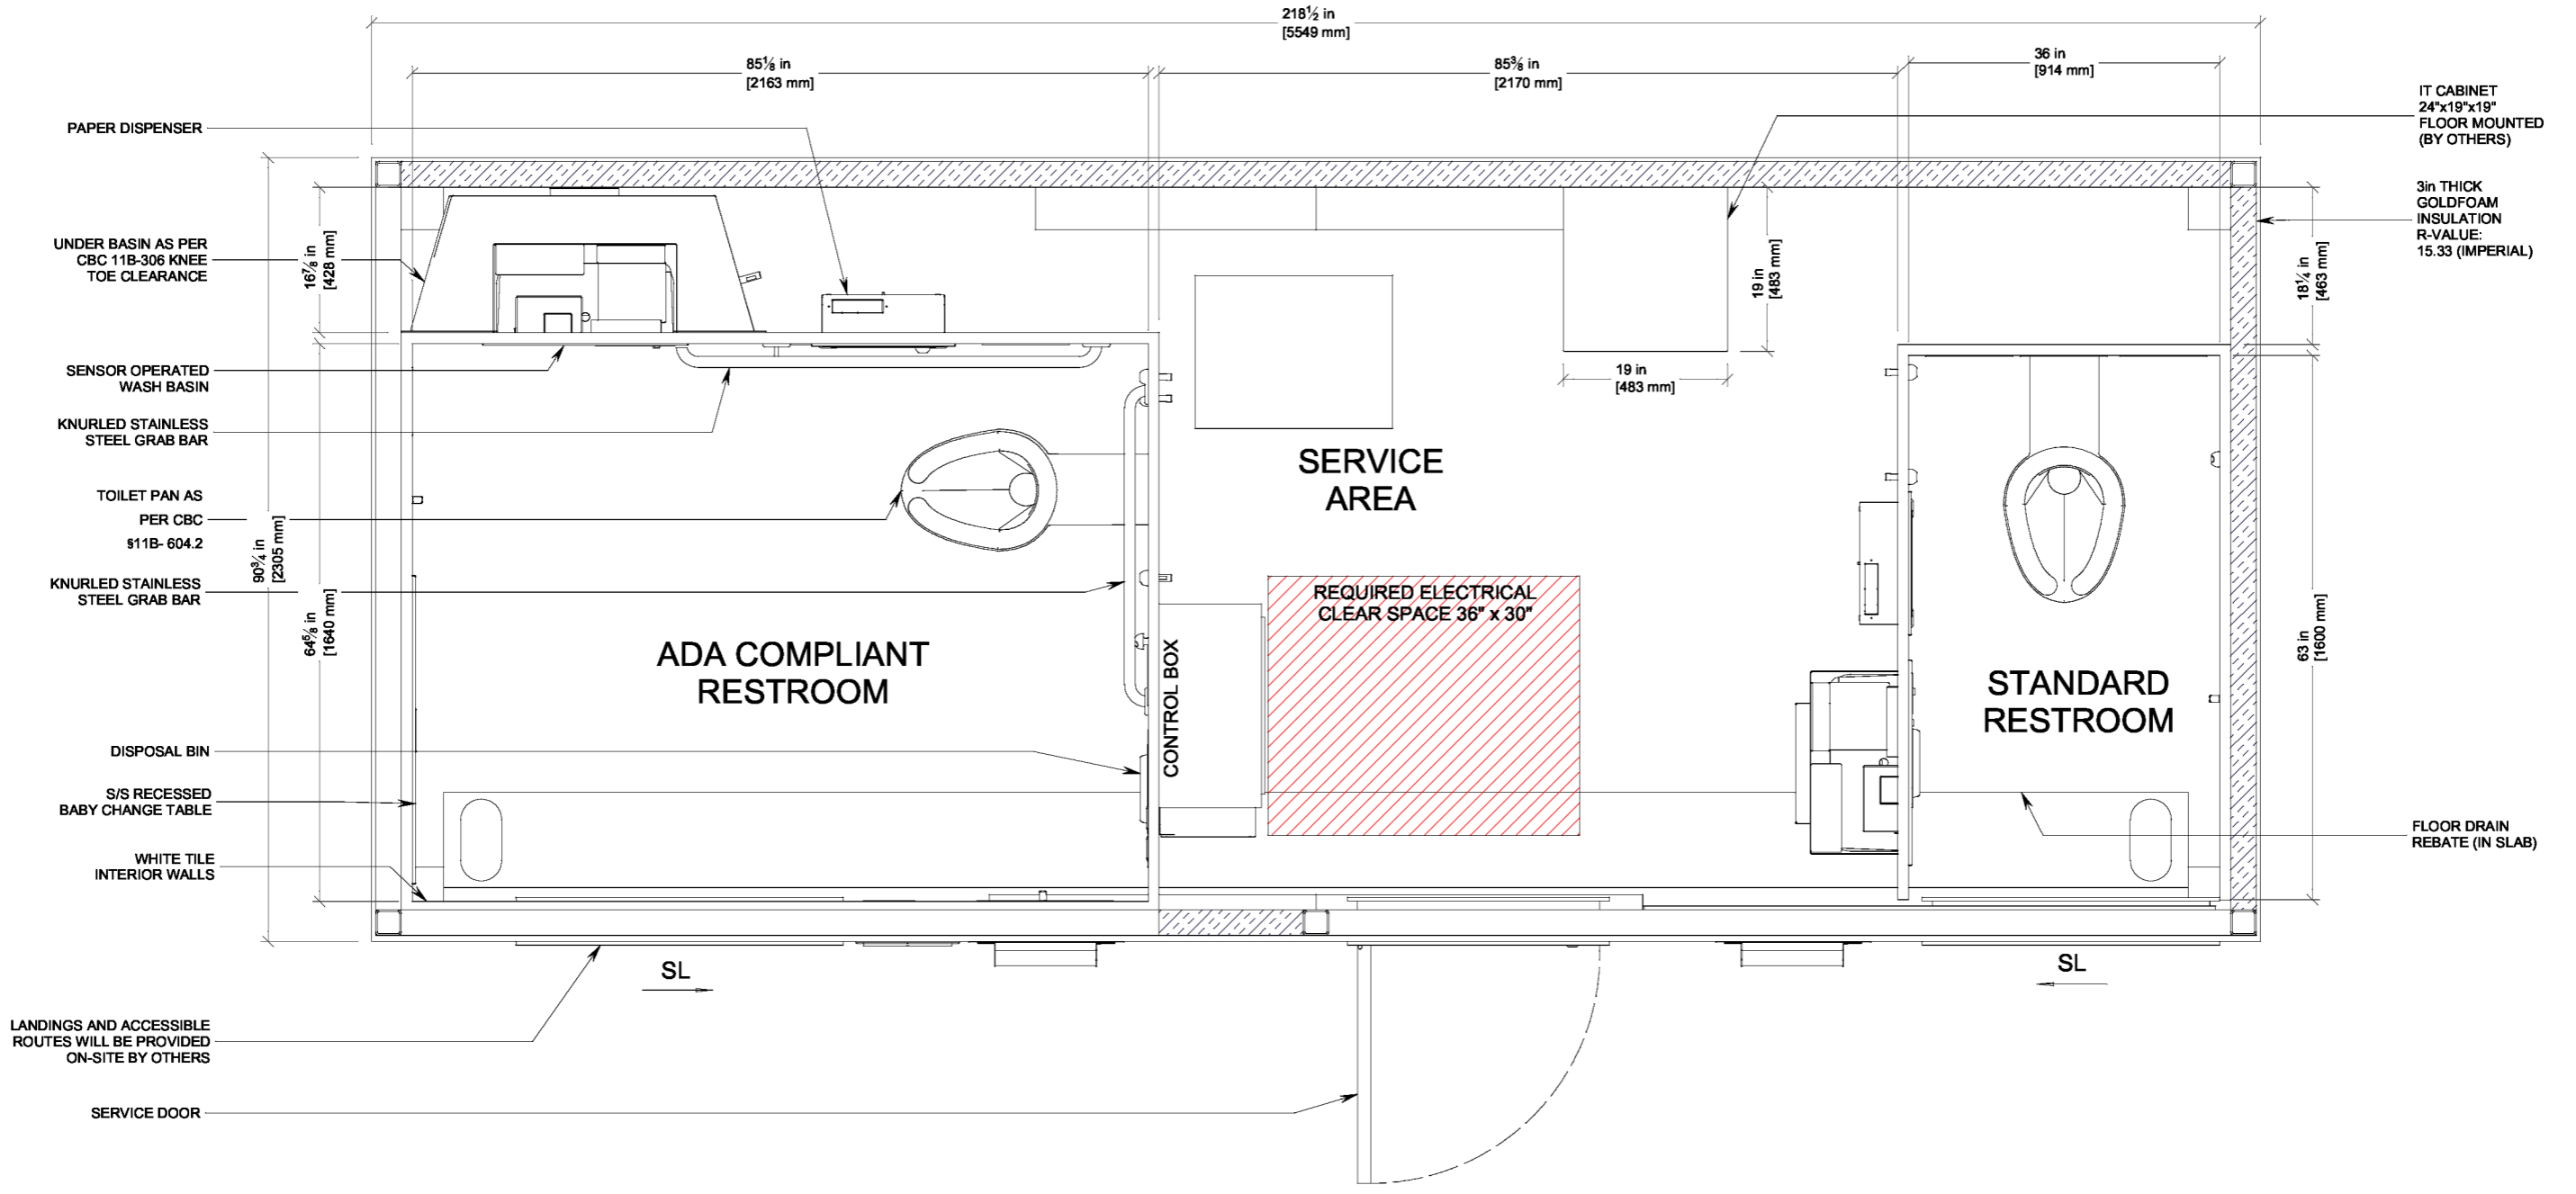 218½ in
[5549 mm]
85⅛ in
[2163 mm]
85⅜ in
[2170 mm]
36 in
[914 mm]
IT CABINET
24"x19"x19"
FLOOR MOUNTED
(BY OTHERS)
PAPER DISPENSER
3in THICK
GOLDFOAM
INSULATION
R-VALUE:
15.33 (IMPERIAL)
UNDER BASIN AS PER
CBC 11B-306 KNEE
TOE CLEARANCE
16⅞ in
[428 mm]
19 in
[483 mm]
18¼ in
[463 mm]
SENSOR OPERATED
WASH BASIN
19 in
[483 mm]
KNURLED STAINLESS
STEEL GRAB BAR
SERVICE
AREA
TOILET PAN AS
PER CBC
§11B- 604.2
90¾ in
[2305 mm]
KNURLED STAINLESS
STEEL GRAB BAR
REQUIRED ELECTRICAL
CLEAR SPACE 36" x 30"
64⅝ in
[1640 mm]
63 in
[1600 mm]
ADA COMPLIANT
RESTROOM
CONTROL BOX
STANDARD
RESTROOM
DISPOSAL BIN
S/S RECESSED
BABY CHANGE TABLE
FLOOR DRAIN
REBATE (IN SLAB)
WHITE TILE
INTERIOR WALLS
SL
SL
LANDINGS AND ACCESSIBLE
ROUTES WILL BE PROVIDED
ON-SITE BY OTHERS
SERVICE DOOR